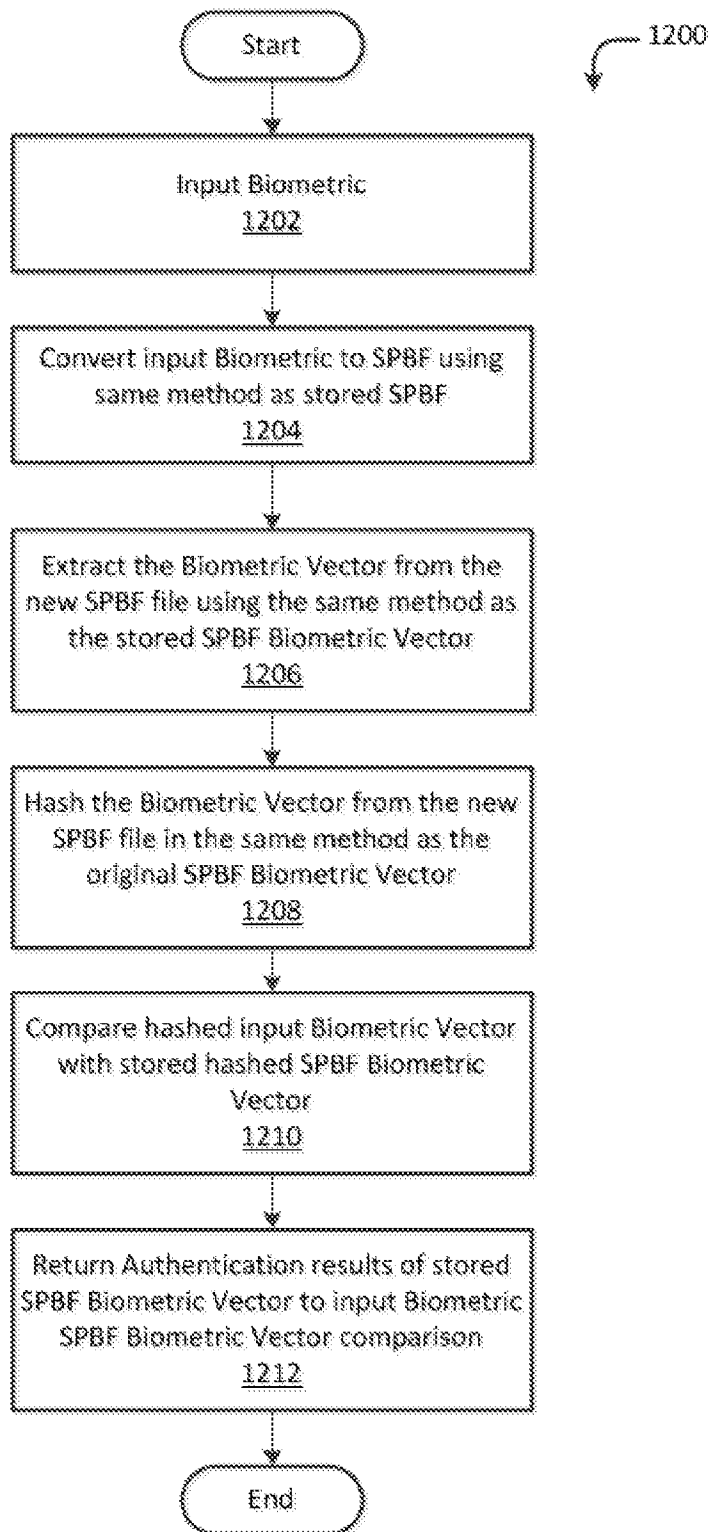 Start
1200
Input Biometric
1202
Convert input Biometric to SPBF using
same method as stored SPBF
1204
Extract the Biometric Vector from the
new SPBF file using the same method as
the stored SPBF Biometric Vector
1206
Hash the Biometric Vector from the new
SPBF file in the same method as the
original SPBF Biometric Vector
1208
Compare hashed input Biometric Vector
with stored hashed SPBF Biometric
Vector
1210
Return Authentication results of stored
SPBF Biometric Vector to input Biometric
SPBF Biometric Vector comparison
1212
End